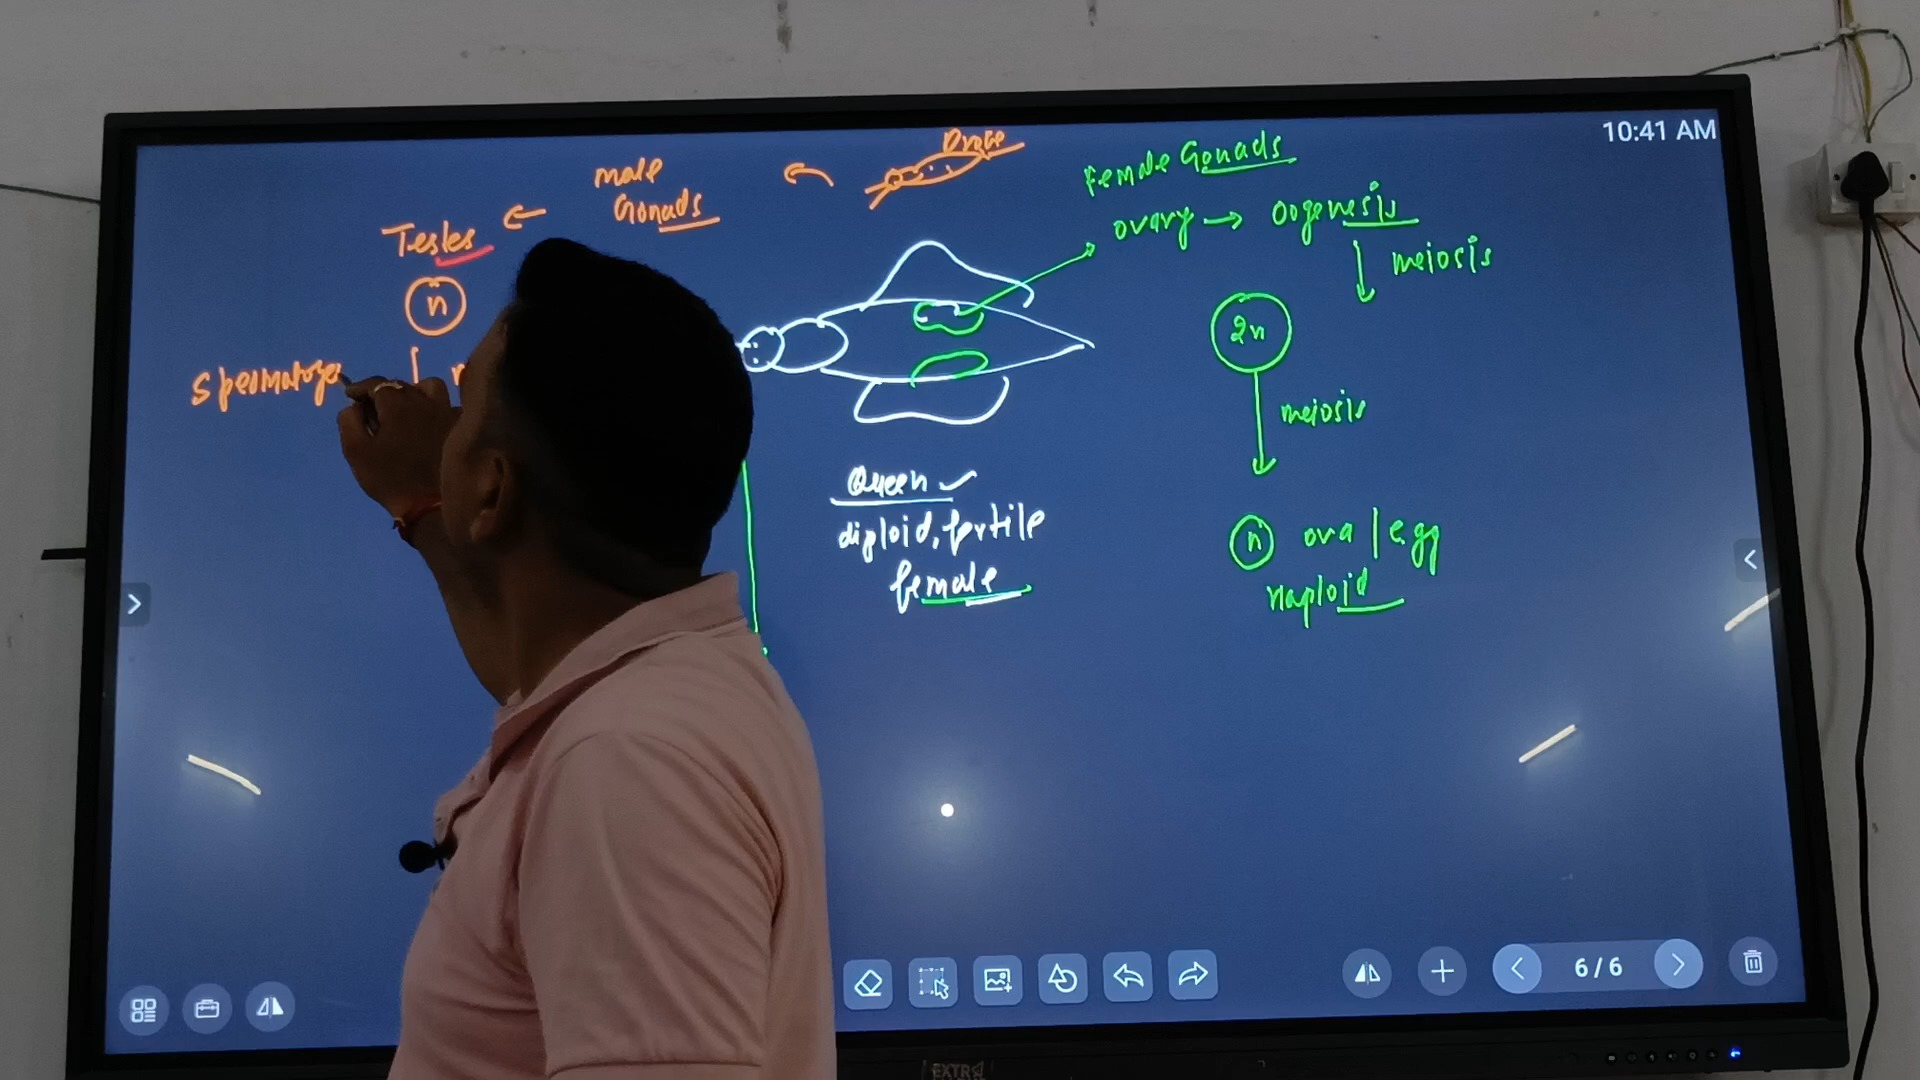 10:41 AM
Drone
male
Gonads
Testes
n
Spermatoge
Female Gonads
ovary → oogenesis
meiosis
2n
meiosis
n ova / egg
haploid
Queen ✓
diploid, fertile
female
6/6
EXTRA